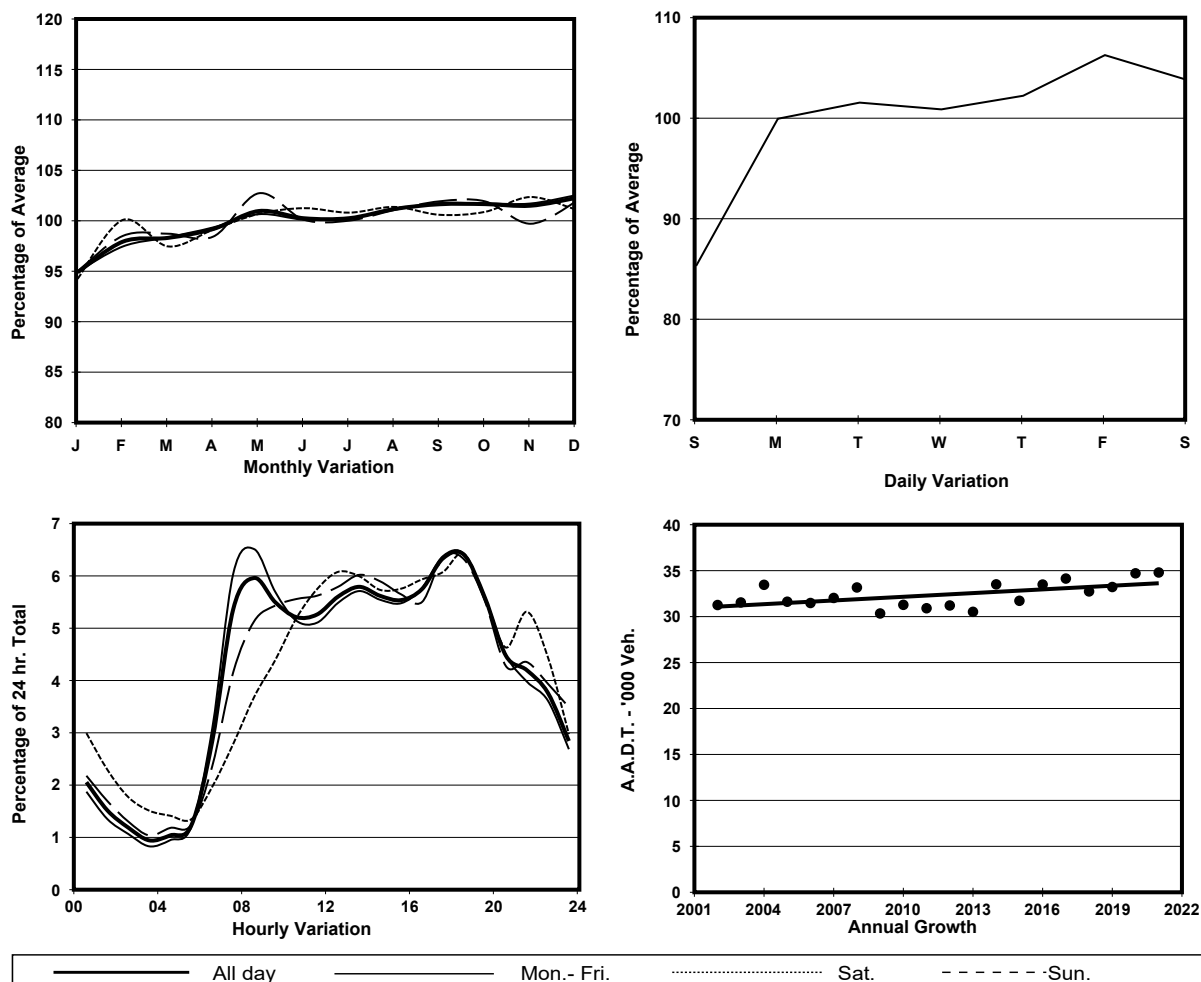 120
115
110
105
100
95
90
85
80
Percentage of Average
J F M A M J J A S O N D
Monthly Variation
110
100
90
80
70
Percentage of Average
S M T W T F S
Daily Variation
7
6
5
4
3
2
1
0
Percentage of 24 hr. Total
00 04 08 12 16 20 24
Hourly Variation
40
35
30
25
20
15
10
5
0
A.A.D.T. - '000 Veh.
2001 2004 2007 2010 2013 2016 2019 2022
Annual Growth
All day Mon.- Fri. Sat. Sun.